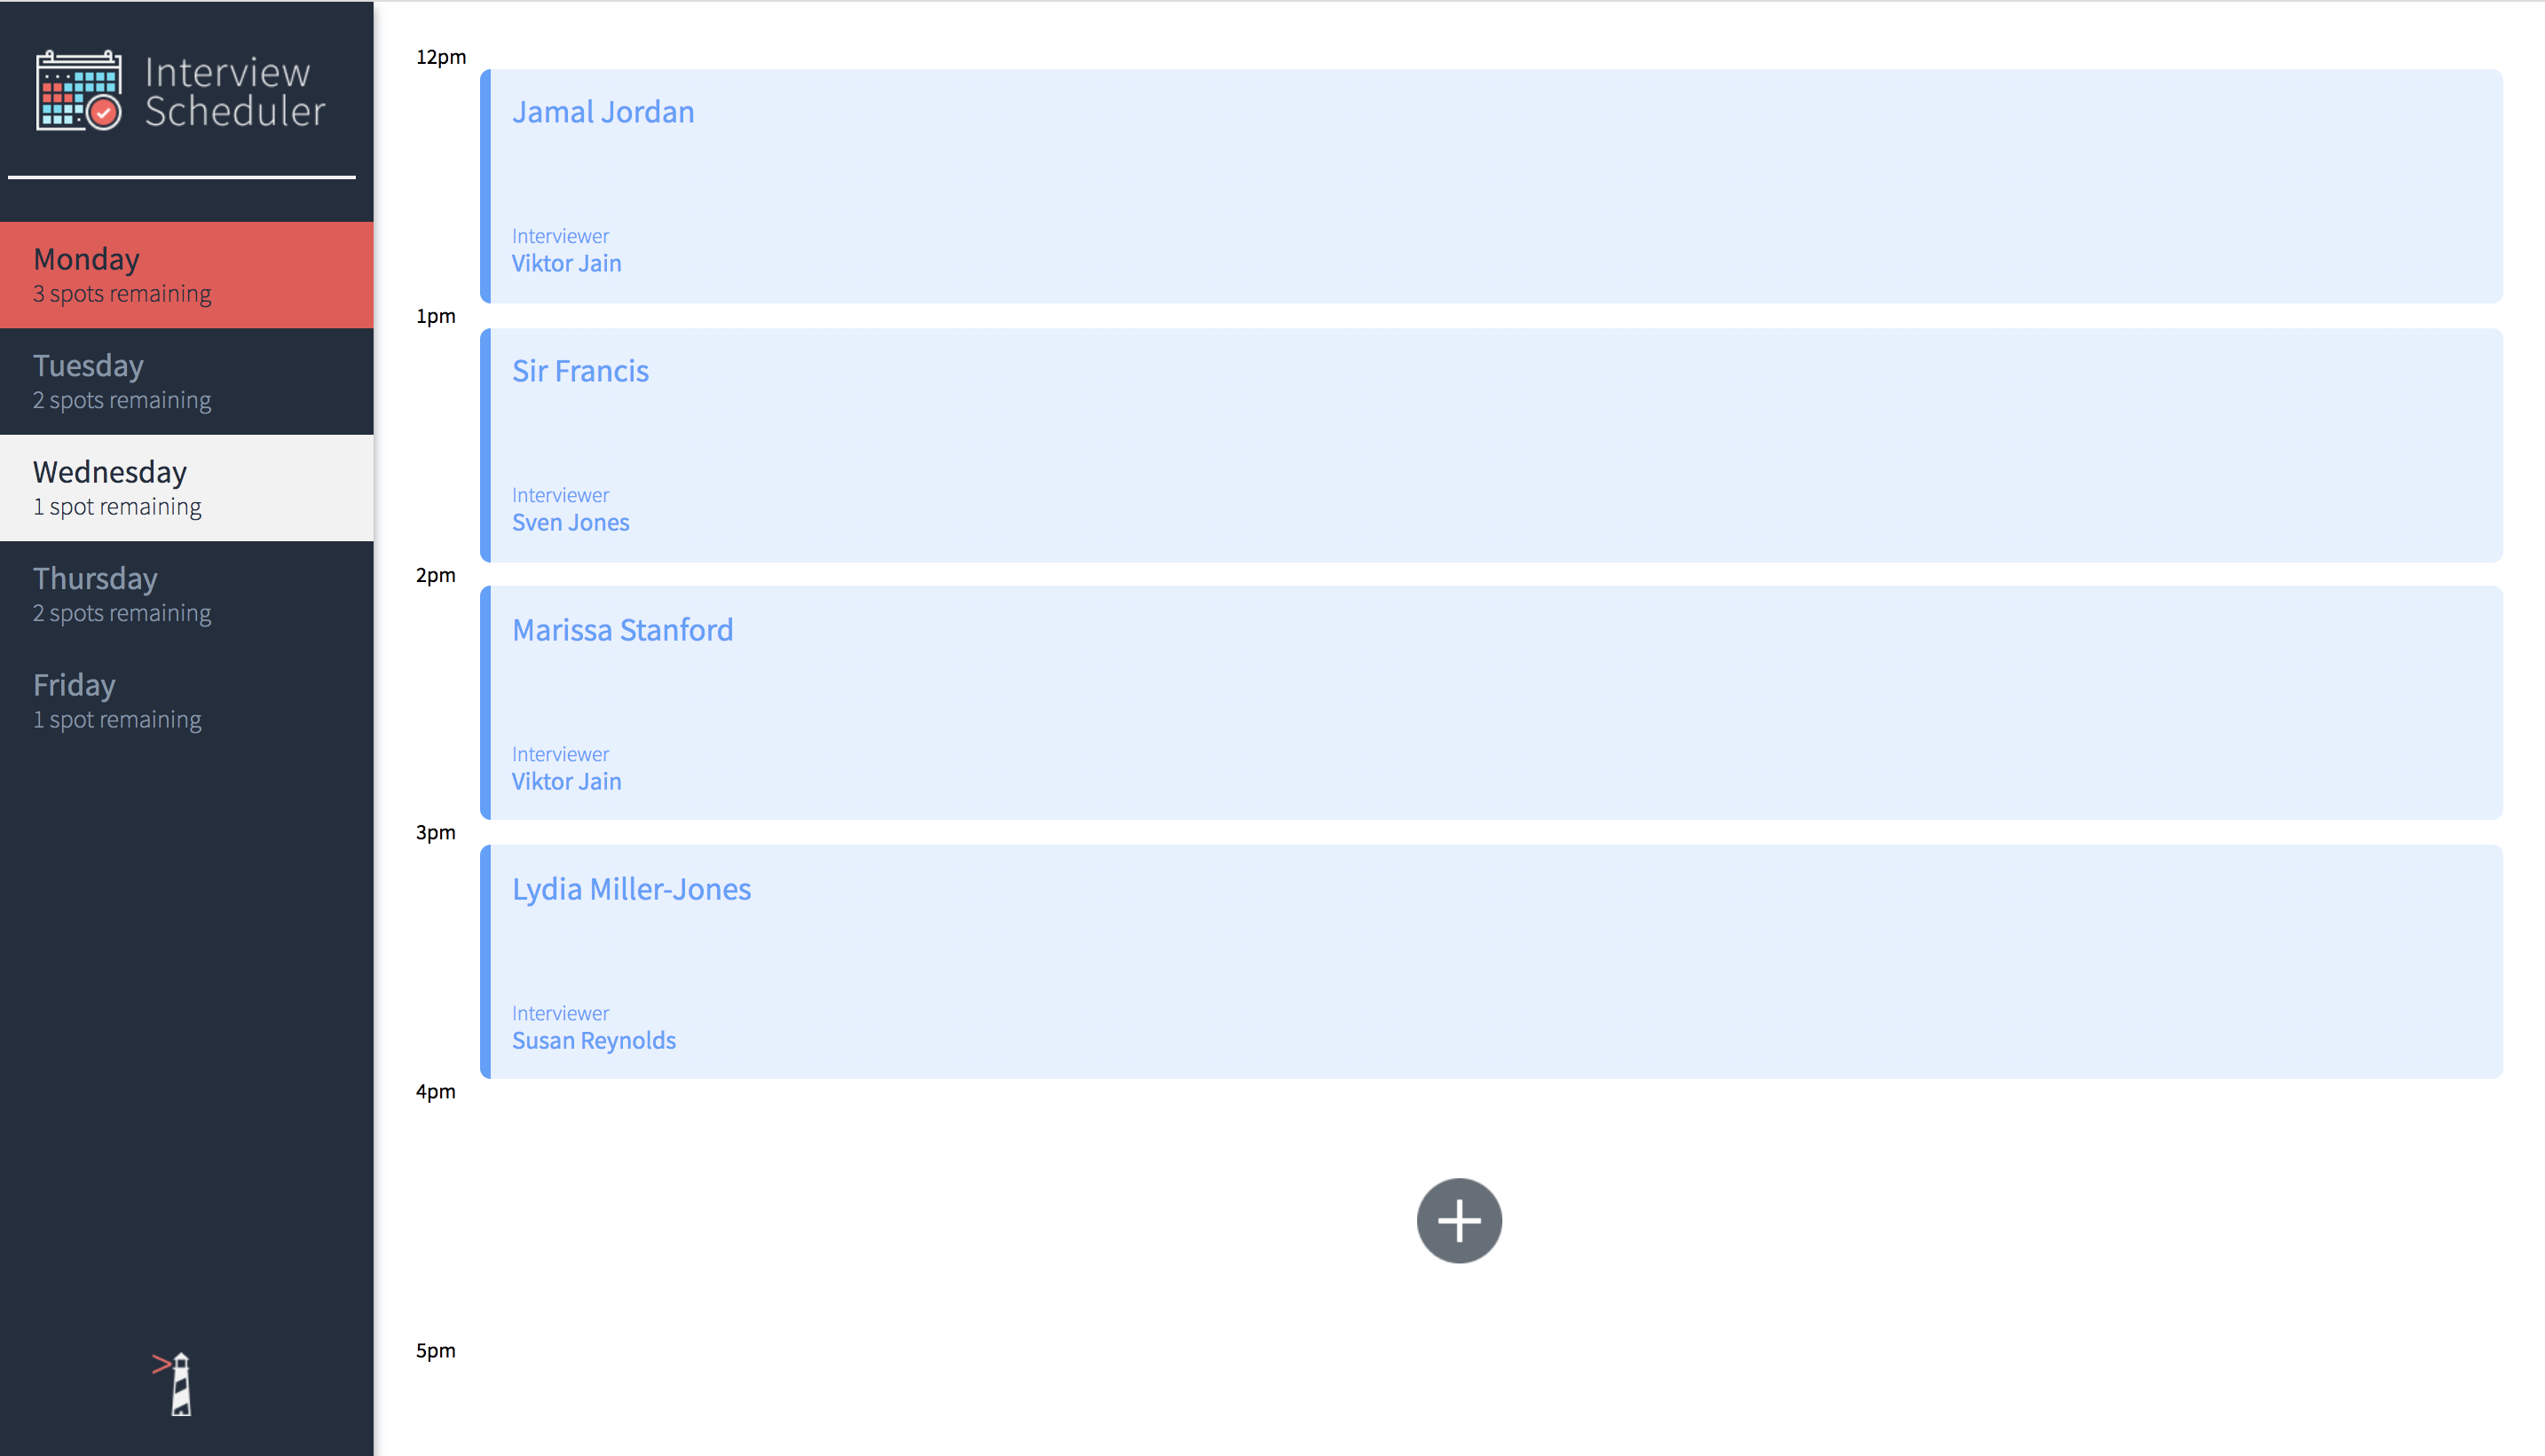 Interview
Scheduler
Monday
3 spots remaining
Tuesday
2 spots remaining
Wednesday
1 spot remaining
Thursday
2 spots remaining
Friday
1 spot remaining
12pm
Jamal Jordan
Interviewer
Viktor Jain
1pm
Sir Francis
Interviewer
Sven Jones
2pm
Marissa Stanford
Interviewer
Viktor Jain
3pm
Lydia Miller-Jones
Interviewer
Susan Reynolds
4pm
5pm